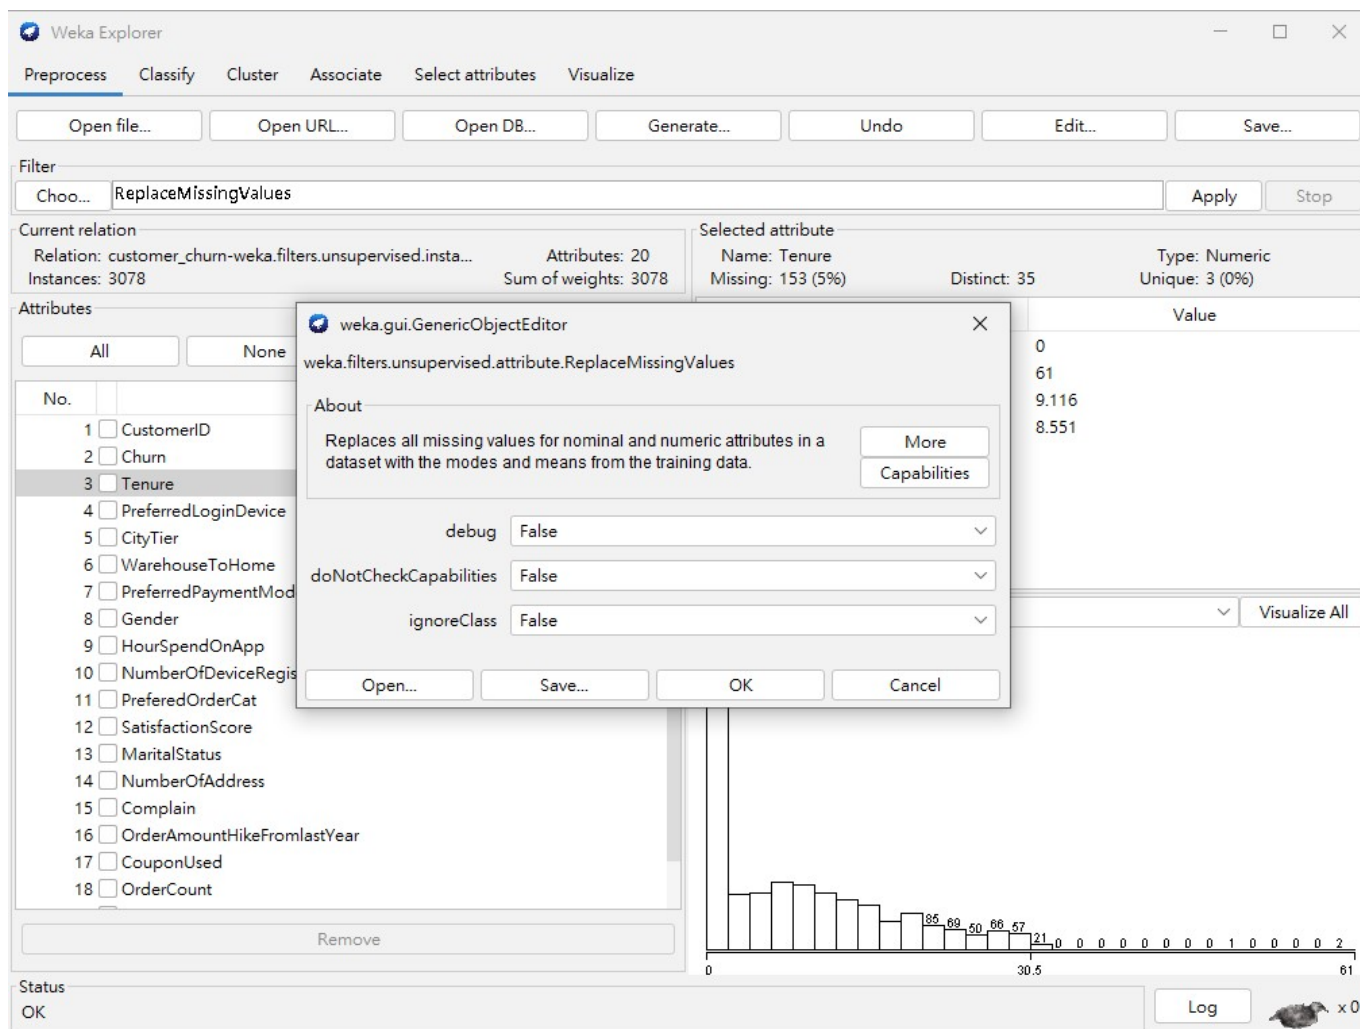 Weka Explorer
Preprocess Classify Cluster Associate Select attributes Visualize
Open file... Open URL... Open DB... Generate... Undo Edit... Save...
Filter
Choo... ReplaceMissingValues Apply Stop
Current relation
Relation: customer_churn-weka.filters.unsupervised.insta... Attributes: 20
Instances: 3078 Sum of weights: 3078
Selected attribute
Name: Tenure Type: Numeric
Missing: 153 (5%) Distinct: 35 Unique: 3 (0%)
Attributes
All None
No.
1 CustomerID
2 Churn
3 Tenure
4 PreferredLoginDevice
5 CityTier
6 WarehouseToHome
7 PreferredPaymentMod
8 Gender
9 HourSpendOnApp
10 NumberOfDeviceRegis
11 PreferedOrderCat
12 SatisfactionScore
13 MaritalStatus
14 NumberOfAddress
15 Complain
16 OrderAmountHikeFromlastYear
17 CouponUsed
18 OrderCount
Remove
weka.gui.GenericObjectEditor
weka.filters.unsupervised.attribute.ReplaceMissingValues
About
Replaces all missing values for nominal and numeric attributes in a
dataset with the modes and means from the training data.
More
Capabilities
debug False
doNotCheckCapabilities False
ignoreClass False
Open... Save... OK Cancel
Value
0
61
9.116
8.551
Visualize All
85 69 50 66 57 21 0 0 0 0 0 0 0 0 1 0 0 0 0 2
0 30.5 61
Status
OK
Log x 0